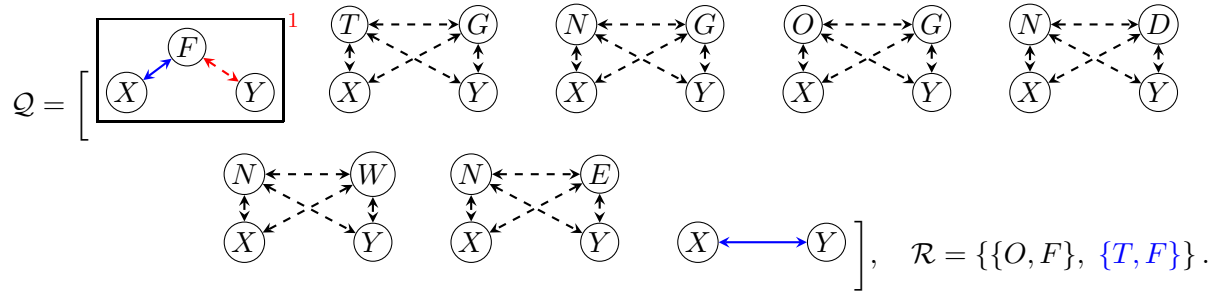 1
F T G N G O G N D
Q = [ X Y X Y X Y X Y X Y
N W N E
X Y X Y X Y ] , R = {{O, F}, {T, F}} .